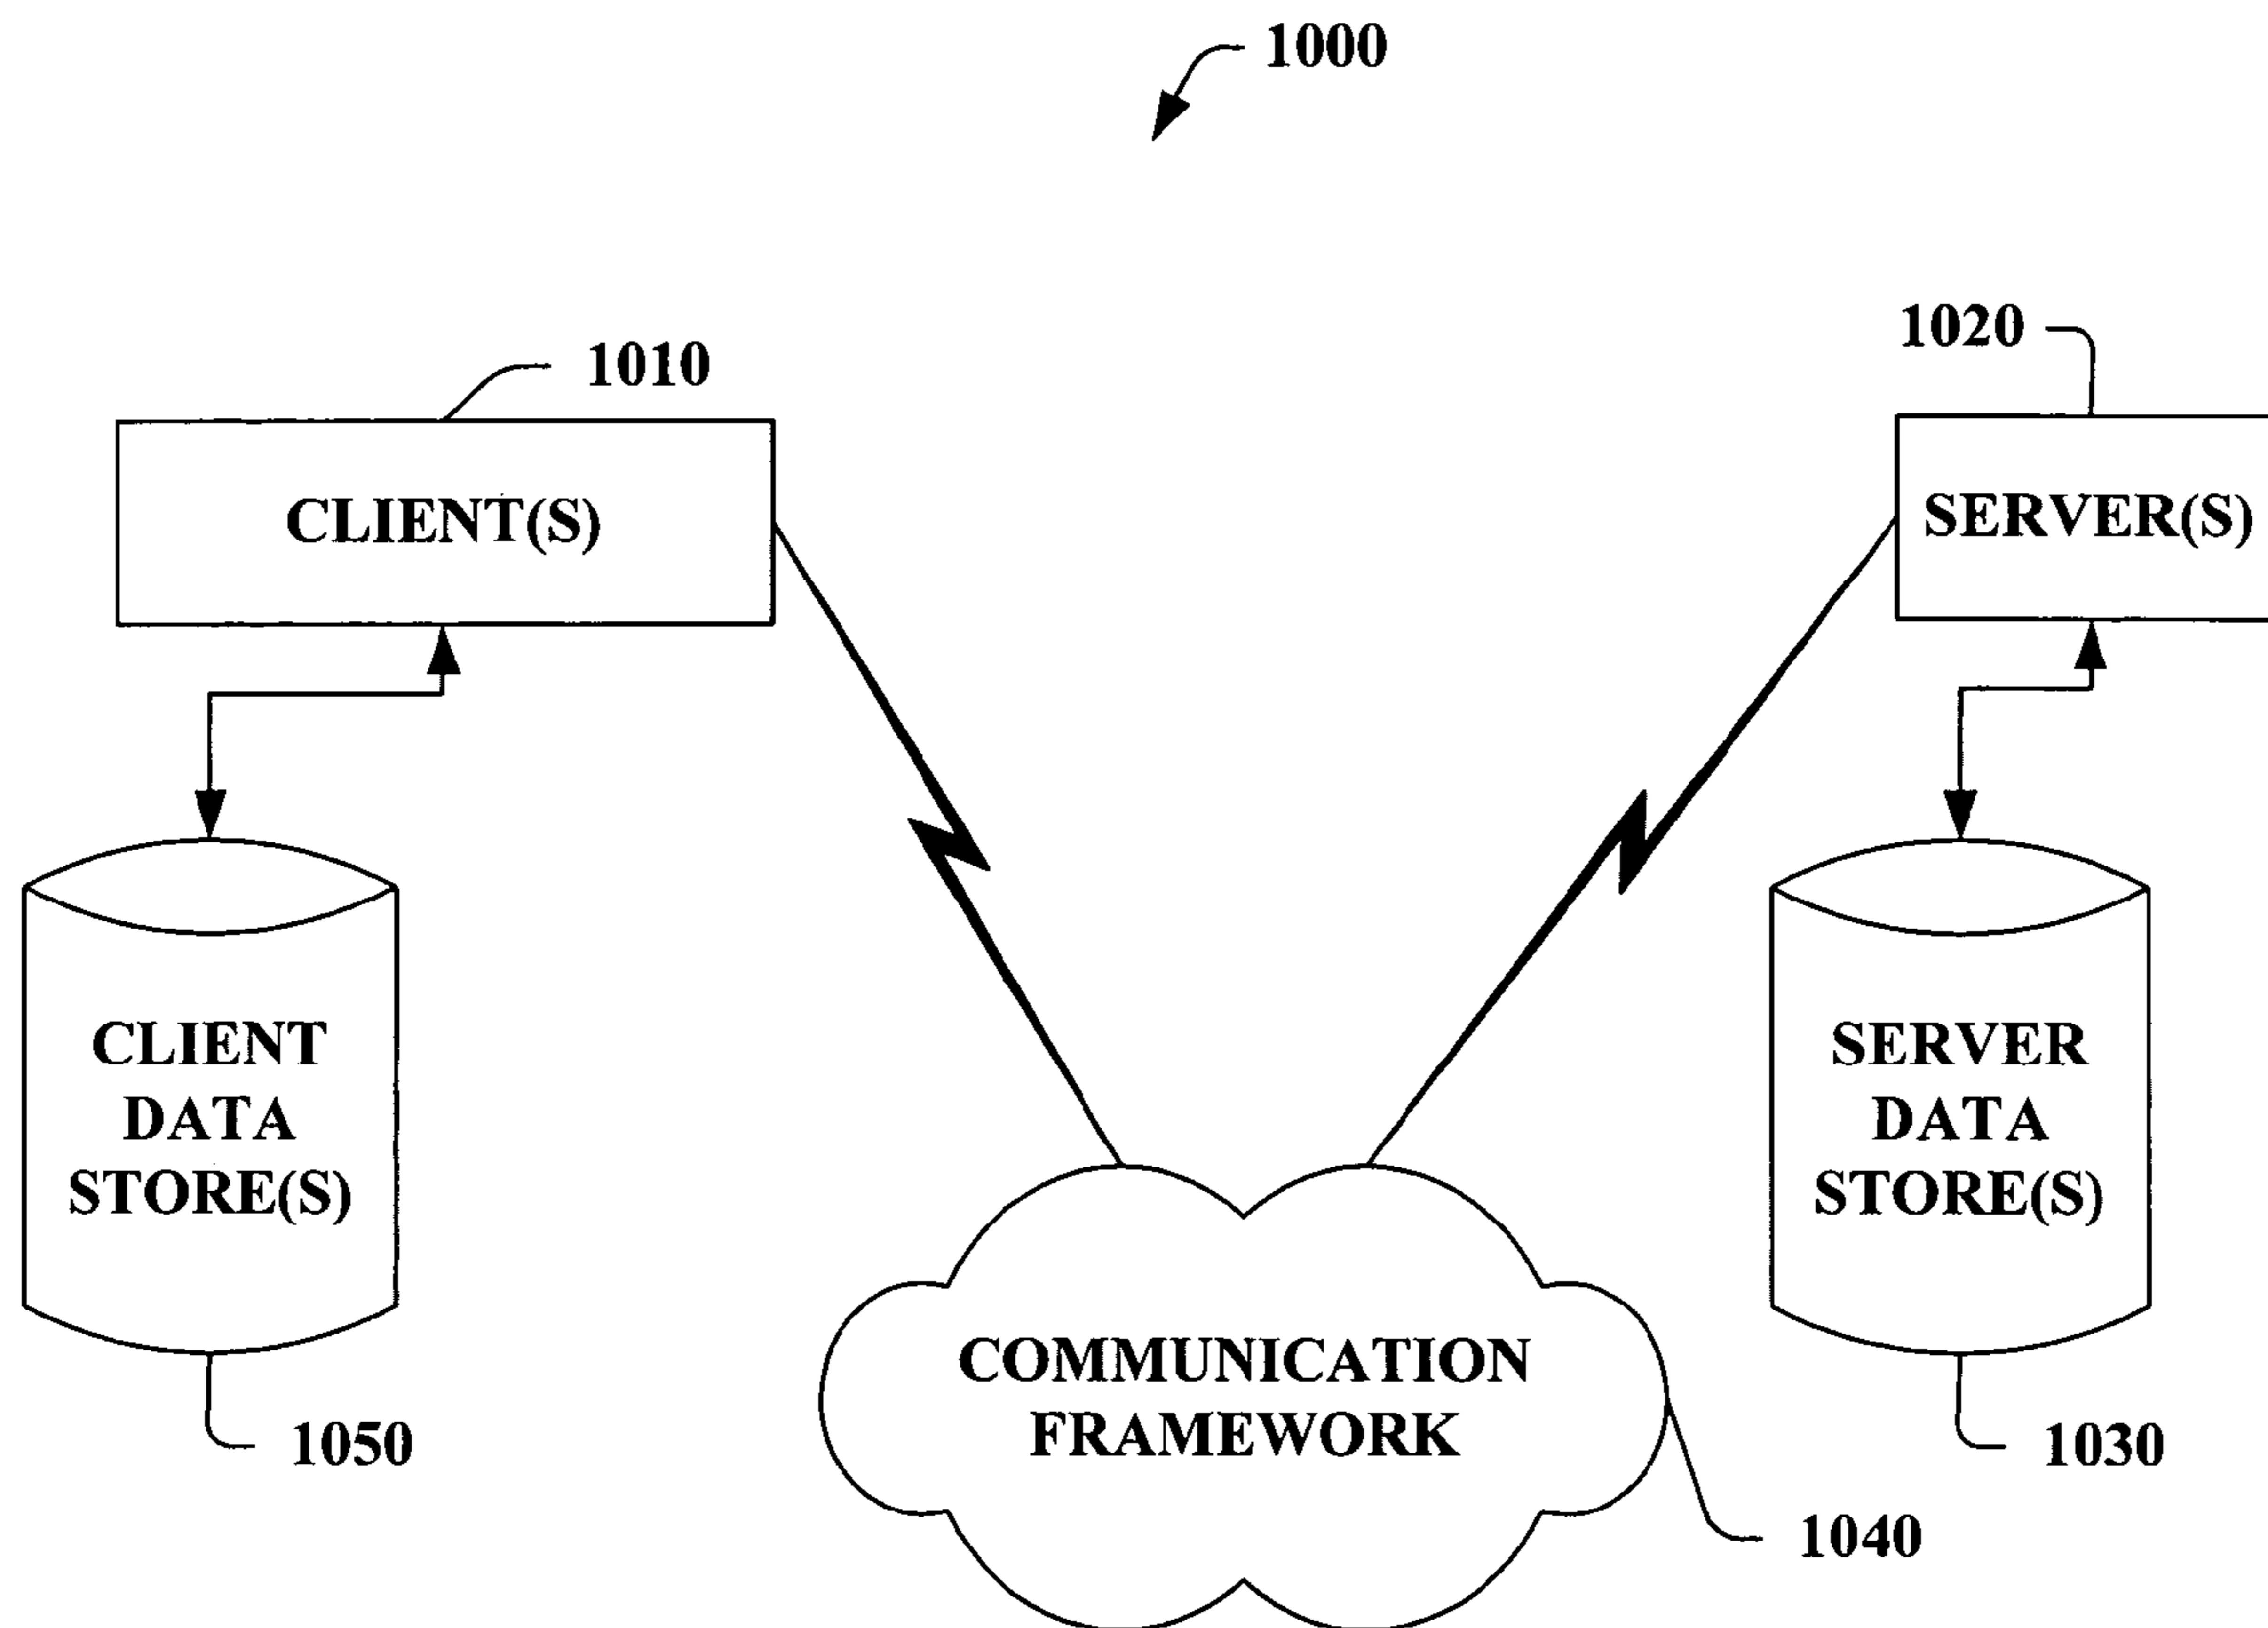 1000
1010
1020
CLIENT(S)
SERVER(S)
CLIENT
DATA
STORE(S)
SERVER
DATA
STORE(S)
COMMUNICATION
FRAMEWORK
1050
1030
1040